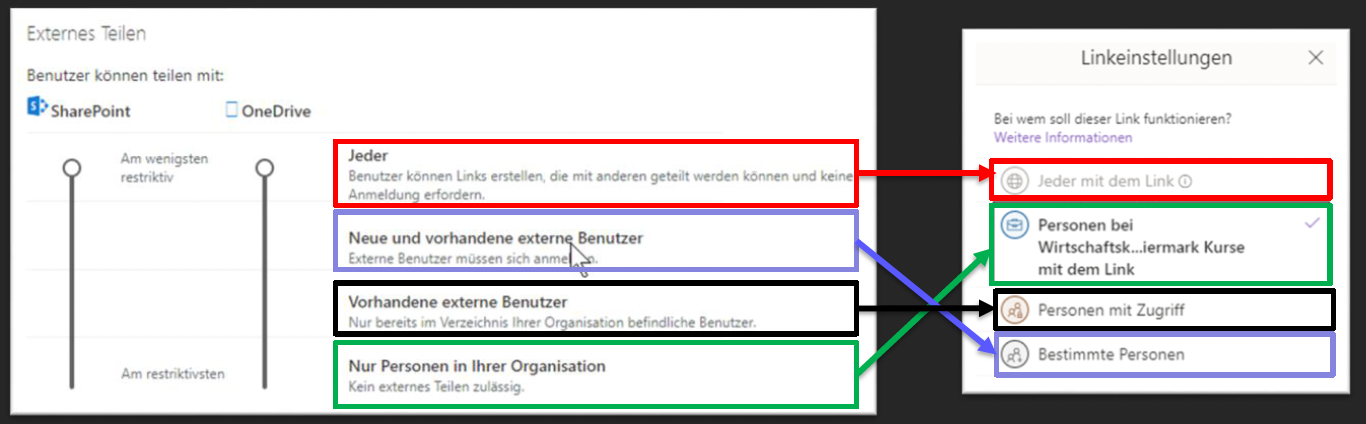 Externes Teilen
Benutzer können teilen mit:
SharePoint
OneDrive
Am wenigsten
restriktiv
Jeder
Benutzer können Links erstellen, die mit anderen geteilt werden können und keine
Anmeldung erfordern.
Neue und vorhandene externe Benutzer
Externe Benutzer müssen sich
Vorhandene externe Benutzer
Nur bereits im Verzeichnis Ihrer Organisation befindliche Benutzer.
Am restriktivsten
Nur Personen in Ihrer Organisation
Kein externes Teilen zulässig.
Linkeinstellungen
Bei wem soll dieser Link funktionieren?
Weitere Informationen
Jeder mit dem Link
Personen bei
Wirtschaftsk...iermark Kurse
mit dem Link
Personen mit Zugriff
Bestimmte Personen